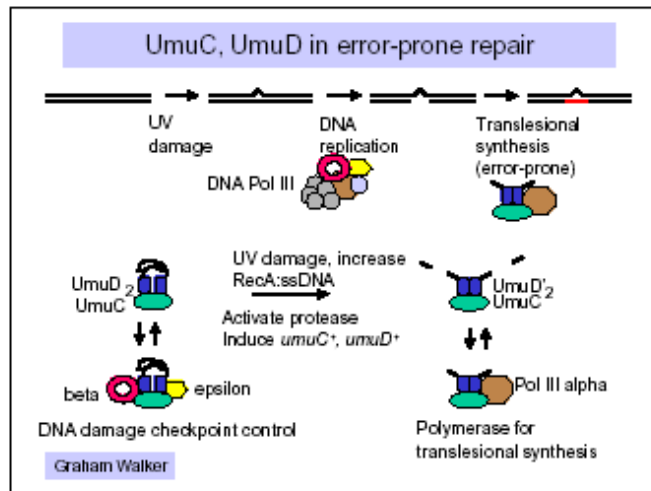 UmuC, UmuD in error-prone repair
UV
damage
DNA
replication
Translesional
synthesis
(error-prone)
DNA Pol III
UmuD 2
UmuC
UV damage, increase
RecA:ssDNA
Activate protease
Induce umuC+, umuD+
UmuD'2
UmuC
beta
epsilon
Pol III alpha
DNA damage checkpoint control
Polymerase for
translesional synthesis
Graham Walker